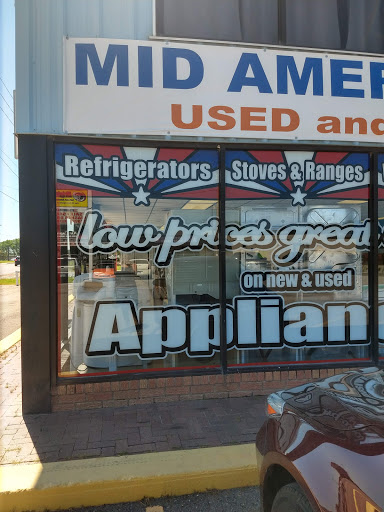 MID AMER
USED and
Refrigerators Stoves & Ranges
low prices great
on new & used
Applian